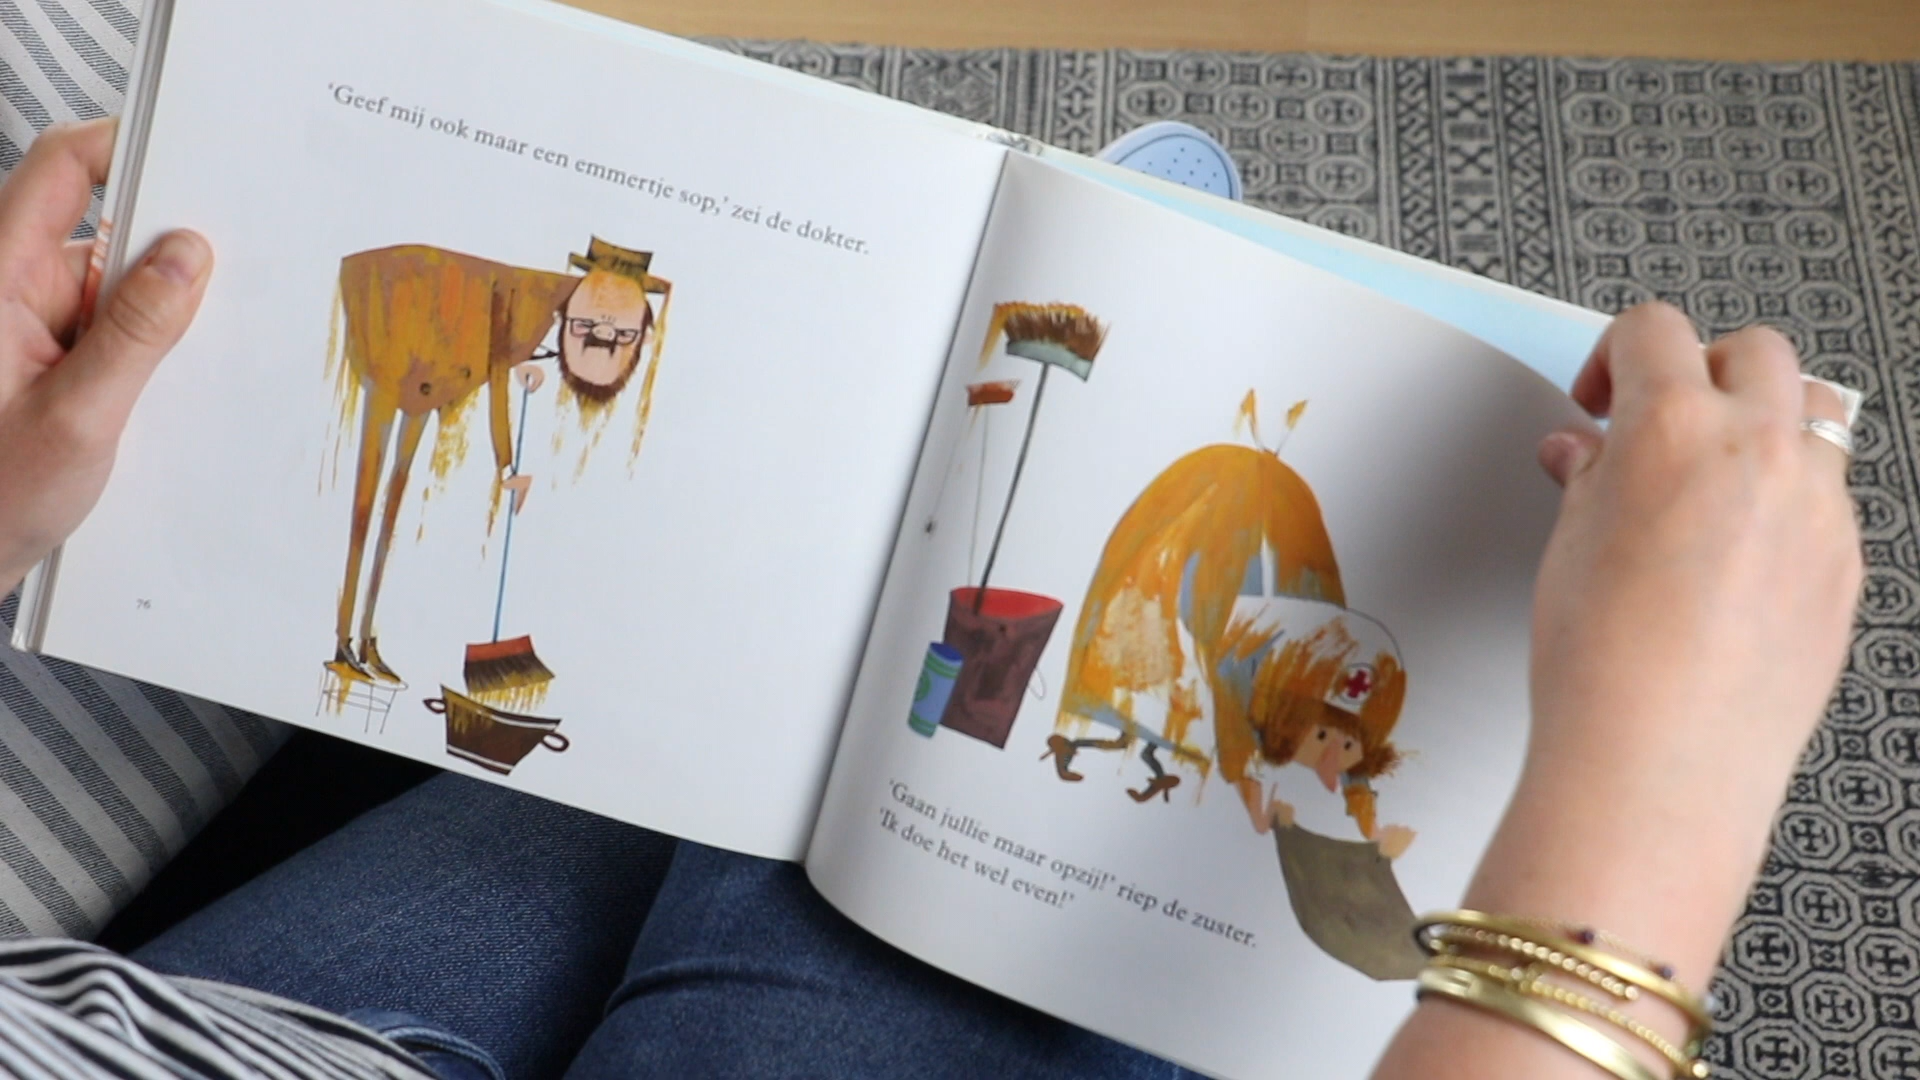 ‘Geef mij ook maar een emmertje sop,’ zei de dokter.
76
‘Gaan jullie maar opzij!’ riep de zuster.
‘Ik doe het wel even!’